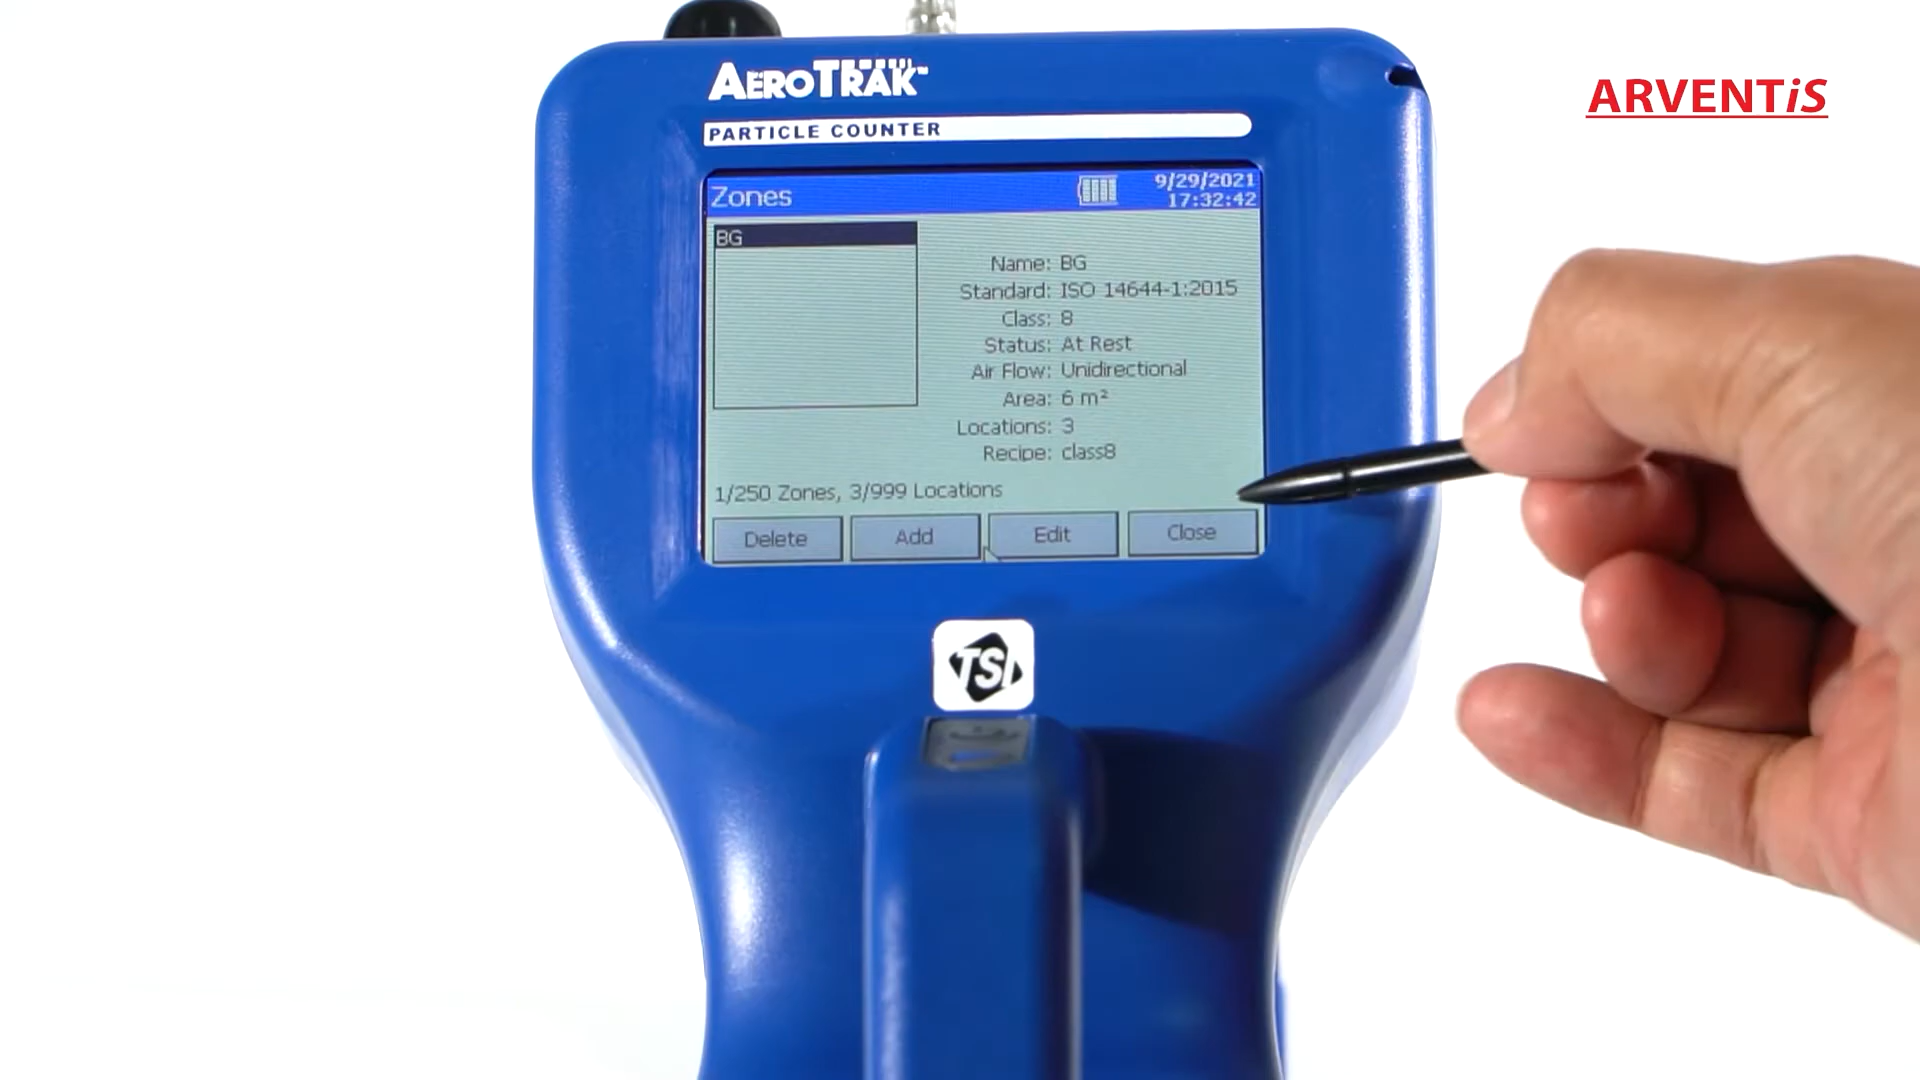 AEROTRAK™
PARTICLE COUNTER
ARVENTiS
Zones
9/29/2021
17:32:42
BG
Name: BG
Standard: ISO 14644-1:2015
Class: 8
Status: At Rest
Air Flow: Unidirectional
Area: 6 m²
Locations: 3
Recipe: class8
1/250 Zones, 3/999 Locations
Delete
Add
Edit
Close
TSI